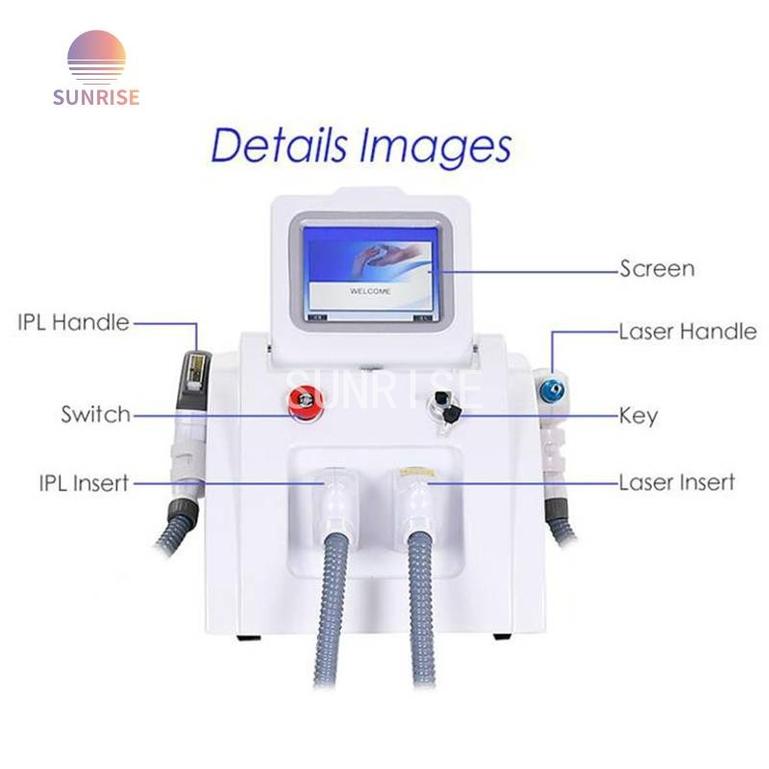 SUNRISE
Details Images
WELCOME
Screen
IPL Handle
Laser Handle
SUNRISE
Switch
Key
IPL Insert
Laser Insert